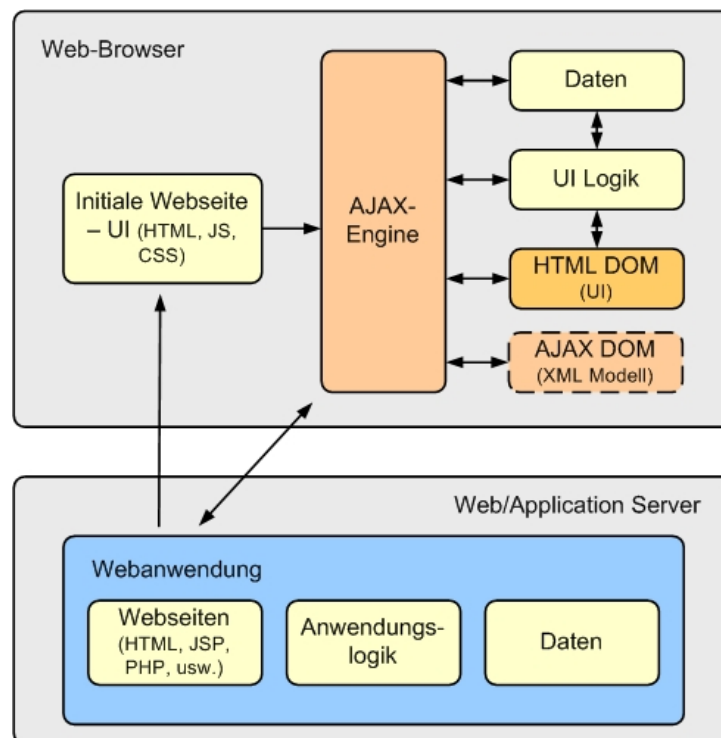 Web-Browser
Initiale Webseite
– UI (HTML, JS,
CSS)
AJAX-
Engine
Daten
UI Logik
HTML DOM
(UI)
AJAX DOM
(XML Modell)
Web/Application Server
Webanwendung
Webseiten
(HTML, JSP,
PHP, usw.)
Anwendungs-
logik
Daten